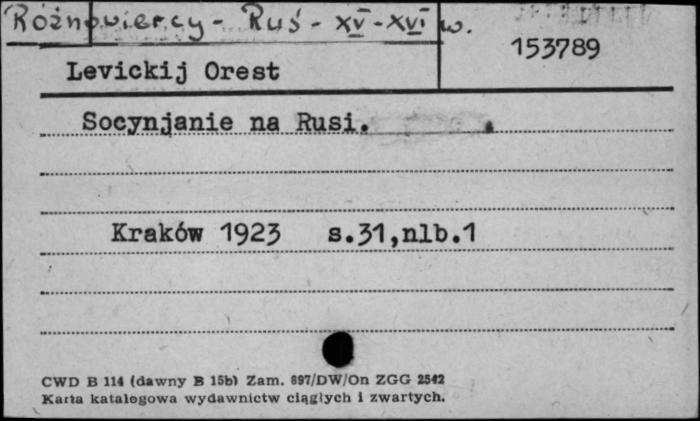 Różnowiercy - Ruś - XV-XVI w.
153789
Levickij Orest
Socynjanie na Rusi.
Kraków 1923 s.31,nlb.1
CWD B 114 (dawny B 15b) Zam. 897/DW/On ZGG 2542
Karta katalogowa wydawnictw ciągłych i zwartych.